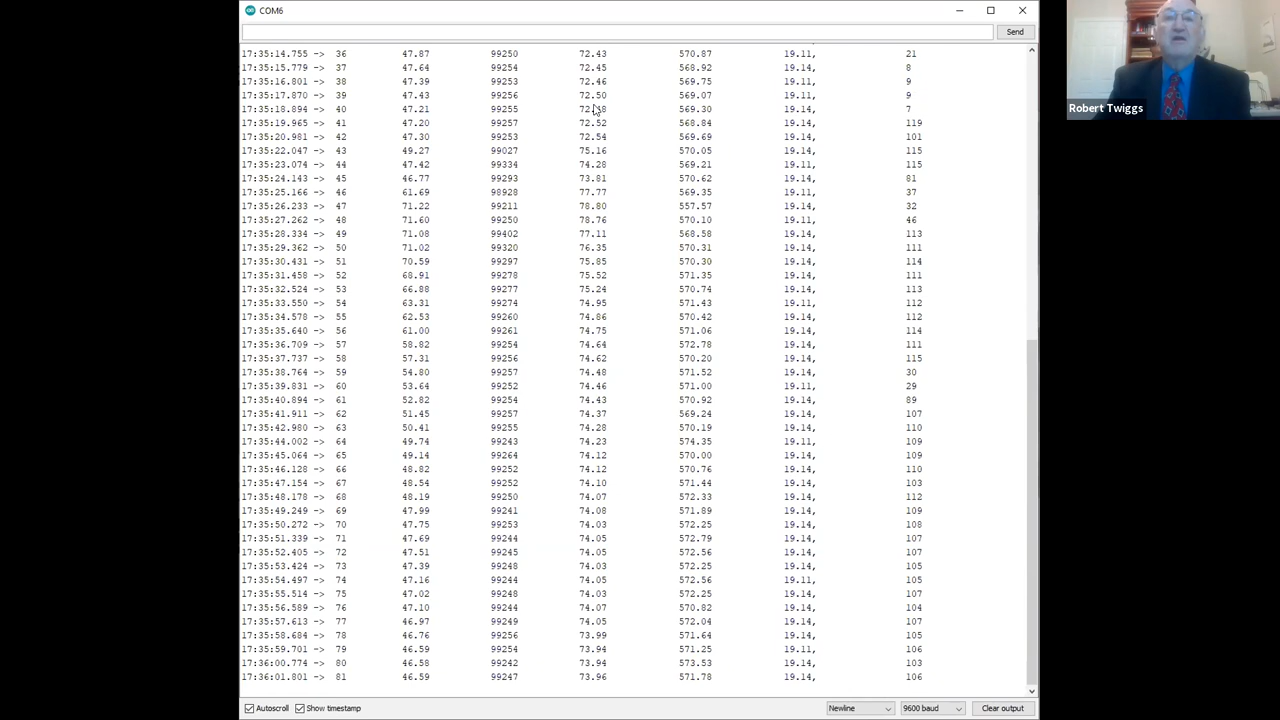 COM6
Send
17:35:14.755 -> 36 47.87 99250 72.43 570.87 19.11, 21
17:35:15.779 -> 37 47.64 99254 72.45 568.92 19.14, 8
17:35:16.801 -> 38 47.39 99253 72.46 569.75 19.11, 9
17:35:17.870 -> 39 47.43 99256 72.50 569.07 19.14, 9
17:35:18.894 -> 40 47.21 99255 569.30 19.14, 7
17:35:19.965 -> 41 47.20 99257 72.52 568.84 19.14, 119
17:35:20.981 -> 42 47.30 99253 72.54 569.69 19.14, 101
17:35:22.047 -> 43 49.27 99027 75.16 570.05 19.11, 115
17:35:23.074 -> 44 47.42 99334 74.28 569.21 19.14, 115
17:35:24.143 -> 45 46.77 99293 73.81 570.62 19.14, 81
17:35:25.166 -> 46 61.69 98928 77.77 569.35 19.11, 37
17:35:26.233 -> 47 71.22 99211 78.80 557.57 19.14, 32
17:35:27.262 -> 48 71.60 99250 78.76 570.10 19.11, 46
17:35:28.334 -> 49 71.08 99402 77.11 568.58 19.14, 113
17:35:29.362 -> 50 71.02 99320 76.35 570.31 19.14, 111
17:35:30.431 -> 51 70.59 99297 75.85 570.30 19.14, 114
17:35:31.458 -> 52 68.91 99278 75.52 571.35 19.14, 111
17:35:32.524 -> 53 66.88 99277 75.24 570.74 19.14, 113
17:35:33.550 -> 54 63.31 99274 74.95 571.43 19.11, 112
17:35:34.578 -> 55 62.53 99260 74.86 570.42 19.14, 112
17:35:35.640 -> 56 61.00 99261 74.75 571.06 19.14, 114
17:35:36.709 -> 57 58.82 99254 74.64 572.78 19.14, 111
17:35:37.737 -> 58 57.31 99256 74.62 570.20 19.14, 115
17:35:38.764 -> 59 54.80 99257 74.48 571.52 19.14, 30
17:35:39.831 -> 60 53.64 99252 74.46 571.00 19.14, 29
17:35:40.894 -> 61 52.82 99254 74.43 570.92 19.14, 89
17:35:41.911 -> 62 51.45 99257 74.37 569.24 19.14, 107
17:35:42.980 -> 63 50.41 99255 74.28 570.19 19.14, 110
17:35:44.002 -> 64 49.74 99243 74.23 574.35 19.11, 109
17:35:45.064 -> 65 49.14 99264 74.12 570.00 19.14, 109
17:35:46.128 -> 66 48.82 99252 74.12 570.76 19.14, 110
17:35:47.154 -> 67 48.54 99252 74.10 571.44 19.14, 103
17:35:48.178 -> 68 48.19 99250 74.07 572.33 19.14, 112
17:35:49.249 -> 69 47.99 99241 74.08 571.89 19.14, 109
17:35:50.272 -> 70 47.75 99253 74.03 572.25 19.14, 108
17:35:51.339 -> 71 47.69 99244 74.05 572.79 19.14, 107
17:35:52.405 -> 72 47.51 99245 74.05 572.56 19.14, 107
17:35:53.424 -> 73 47.39 99248 74.03 572.25 19.14, 105
17:35:54.497 -> 74 47.16 99244 74.05 572.56 19.11, 105
17:35:55.514 -> 75 47.02 99248 74.03 572.25 19.14, 107
17:35:56.589 -> 76 47.10 99244 74.07 570.82 19.14, 104
17:35:57.613 -> 77 46.97 99249 74.05 572.04 19.14, 107
17:35:58.684 -> 78 46.76 99256 73.99 571.64 19.14, 105
17:35:59.701 -> 79 46.59 99254 73.94 571.25 19.11, 106
17:36:00.774 -> 80 46.58 99242 73.94 573.53 19.14, 103
17:36:01.801 -> 81 46.59 99247 73.96 571.78 19.14, 106
Autoscroll Show timestamp Newline 9600 baud Clear output
Robert Twiggs